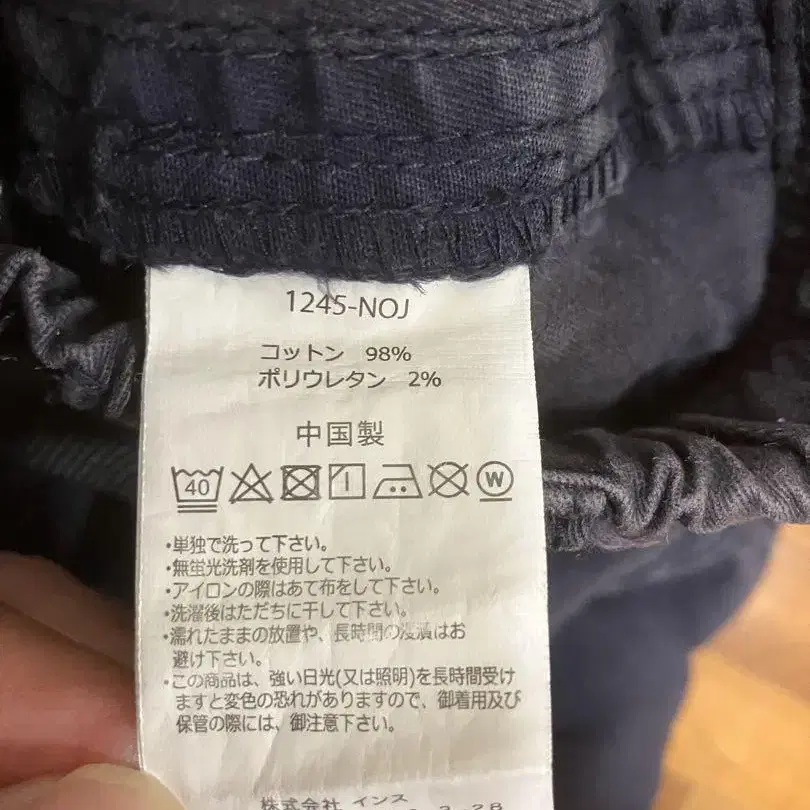 1245-NOJ
コットン 98%
ポリウレタン 2%
中国製
40 W
・単独で洗って下さい。
・無蛍光洗剤を使用して下さい。
・アイロンの際はあて布をして下さい。
・洗濯後はただちに干して下さい。
・濡れたままの放置や、長時間の浸漬はお
避け下さい。
・この商品は、強い日光(又は照明)を長時間受け
ますと変色の恐れがありますので、御着用及び
保管の際には、御注意下さい。
株式会社 インス